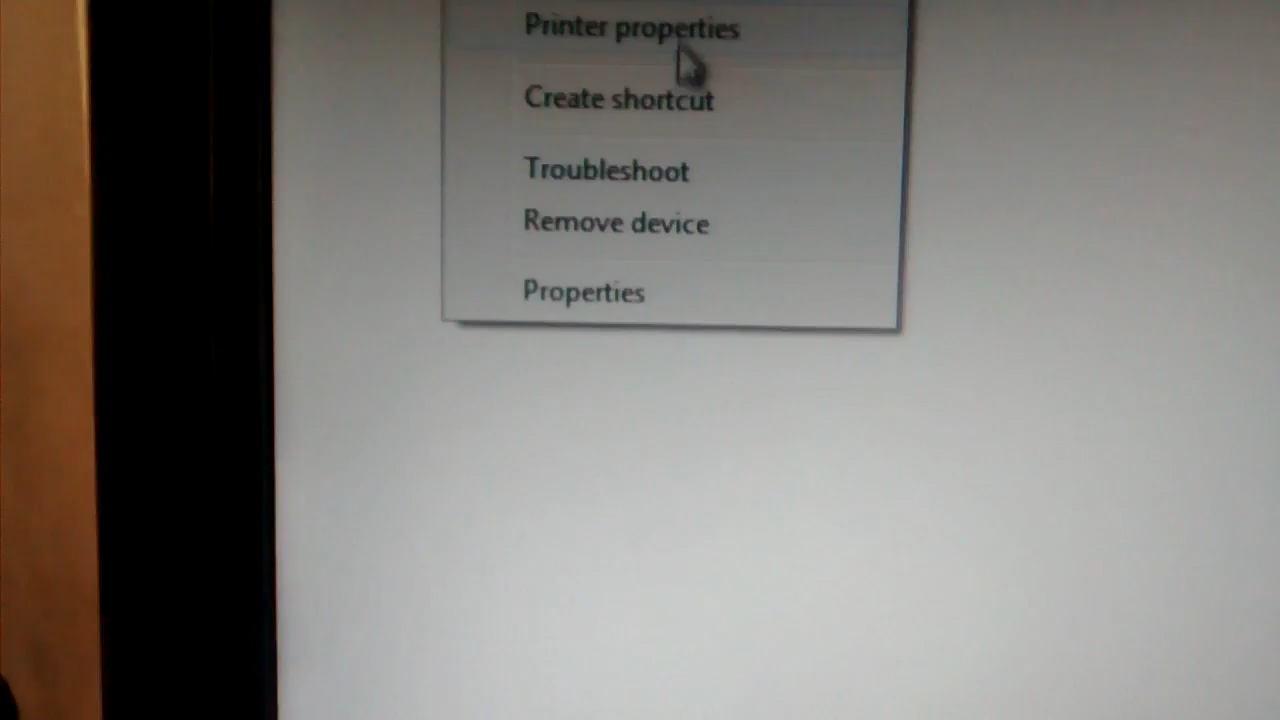 Printer properties
Create shortcut
Troubleshoot
Remove device
Properties